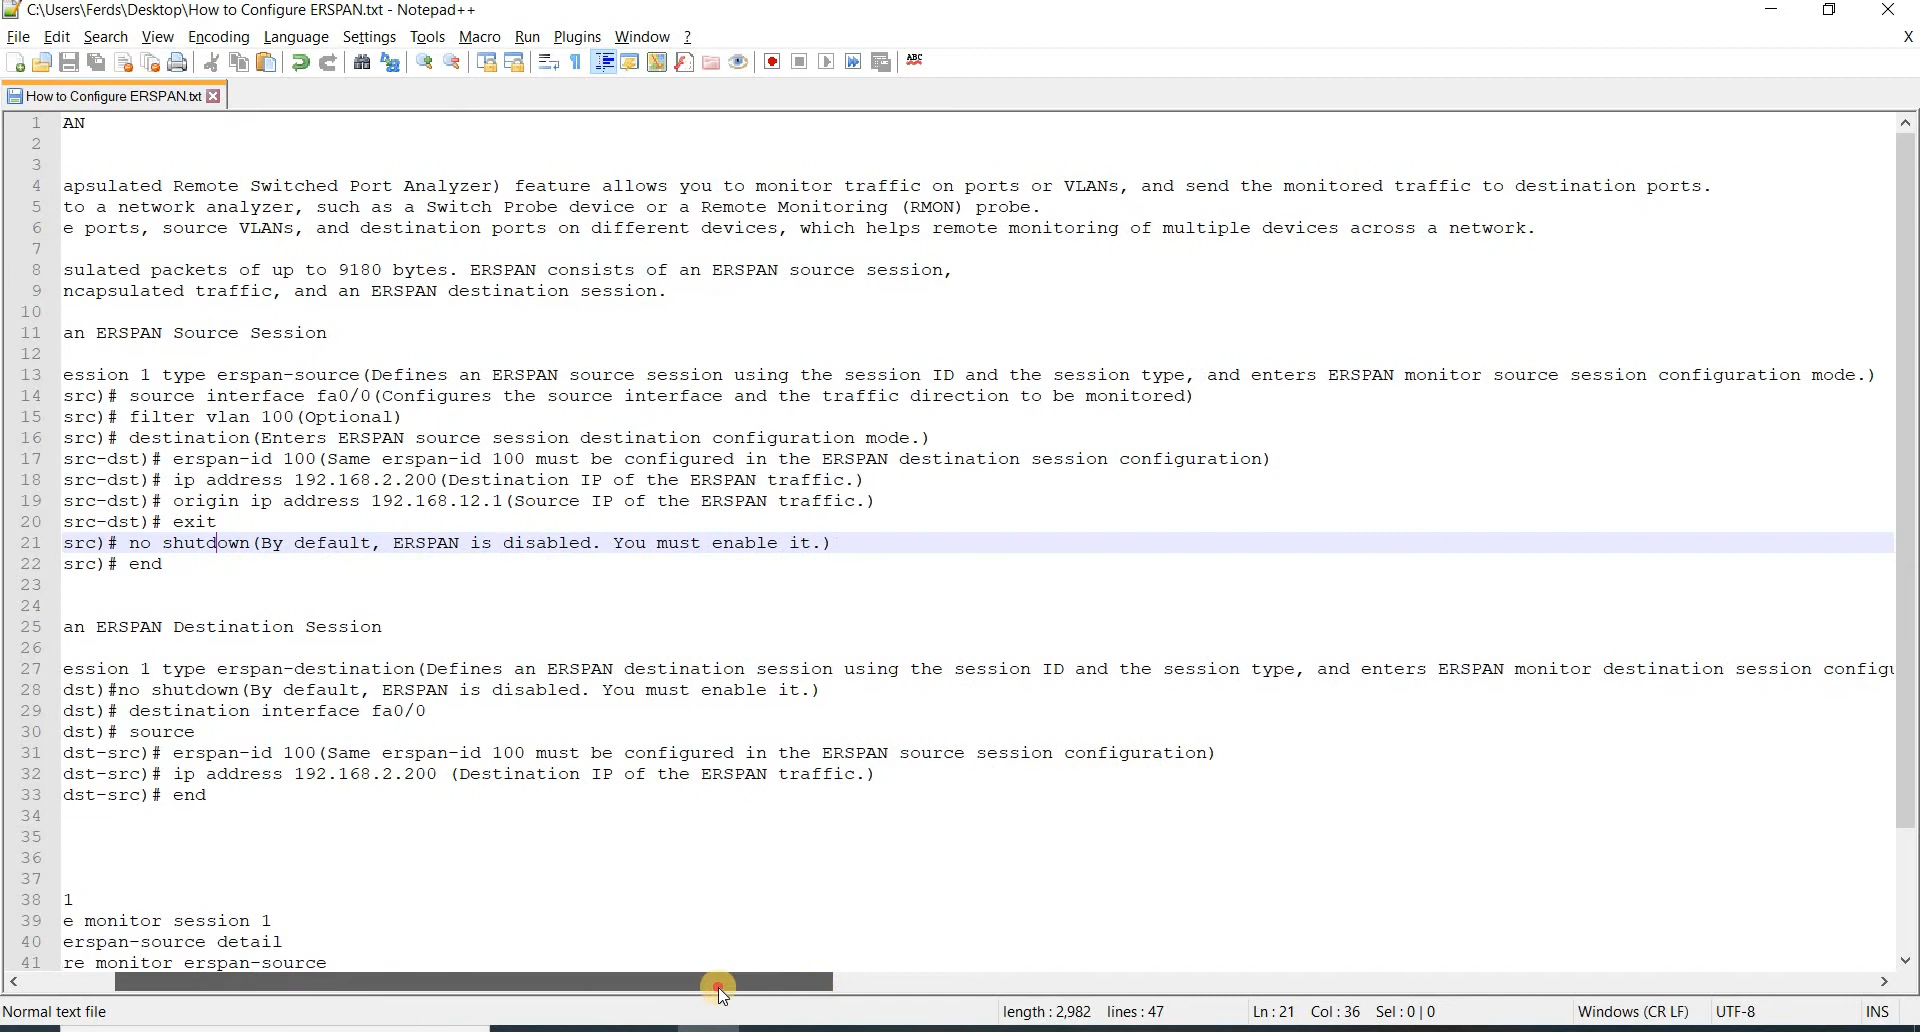 C:\Users\Ferds\Desktop\How to Configure ERSPAN.txt - Notepad++
File Edit Search View Encoding Language Settings Tools Macro Run Plugins Window ? X
ABC
How to Configure ERSPAN.txt
1 AN
2
3
4 apsulated Remote Switched Port Analyzer) feature allows you to monitor traffic on ports or VLANs, and send the monitored traffic to destination ports.
5 to a network analyzer, such as a Switch Probe device or a Remote Monitoring (RMON) probe.
6 e ports, source VLANs, and destination ports on different devices, which helps remote monitoring of multiple devices across a network.
7
8 sulated packets of up to 9180 bytes. ERSPAN consists of an ERSPAN source session,
9 ncapsulated traffic, and an ERSPAN destination session.
10
11 an ERSPAN Source Session
12
13 ession 1 type erspan-source(Defines an ERSPAN source session using the session ID and the session type, and enters ERSPAN monitor source session configuration mode.)
14 src)# source interface fa0/0(Configures the source interface and the traffic direction to be monitored)
15 src)# filter vlan 100(Optional)
16 src)# destination(Enters ERSPAN source session destination configuration mode.)
17 src-dst)# erspan-id 100(Same erspan-id 100 must be configured in the ERSPAN destination session configuration)
18 src-dst)# ip address 192.168.2.200(Destination IP of the ERSPAN traffic.)
19 src-dst)# origin ip address 192.168.12.1(Source IP of the ERSPAN traffic.)
20 src-dst)# exit
21 src)# no shutdown(By default, ERSPAN is disabled. You must enable it.)
22 src)# end
23
24
25 an ERSPAN Destination Session
26
27 ession 1 type erspan-destination(Defines an ERSPAN destination session using the session ID and the session type, and enters ERSPAN monitor destination session configu
28 dst)#no shutdown(By default, ERSPAN is disabled. You must enable it.)
29 dst)# destination interface fa0/0
30 dst)# source
31 dst-src)# erspan-id 100(Same erspan-id 100 must be configured in the ERSPAN source session configuration)
32 dst-src)# ip address 192.168.2.200 (Destination IP of the ERSPAN traffic.)
33 dst-src)# end
34
35
36
37
38 1
39 e monitor session 1
40 erspan-source detail
41 re monitor erspan-source
Normal text file length : 2,982 lines : 47 Ln : 21 Col : 36 Sel : 0 | 0 Windows (CR LF) UTF-8 INS